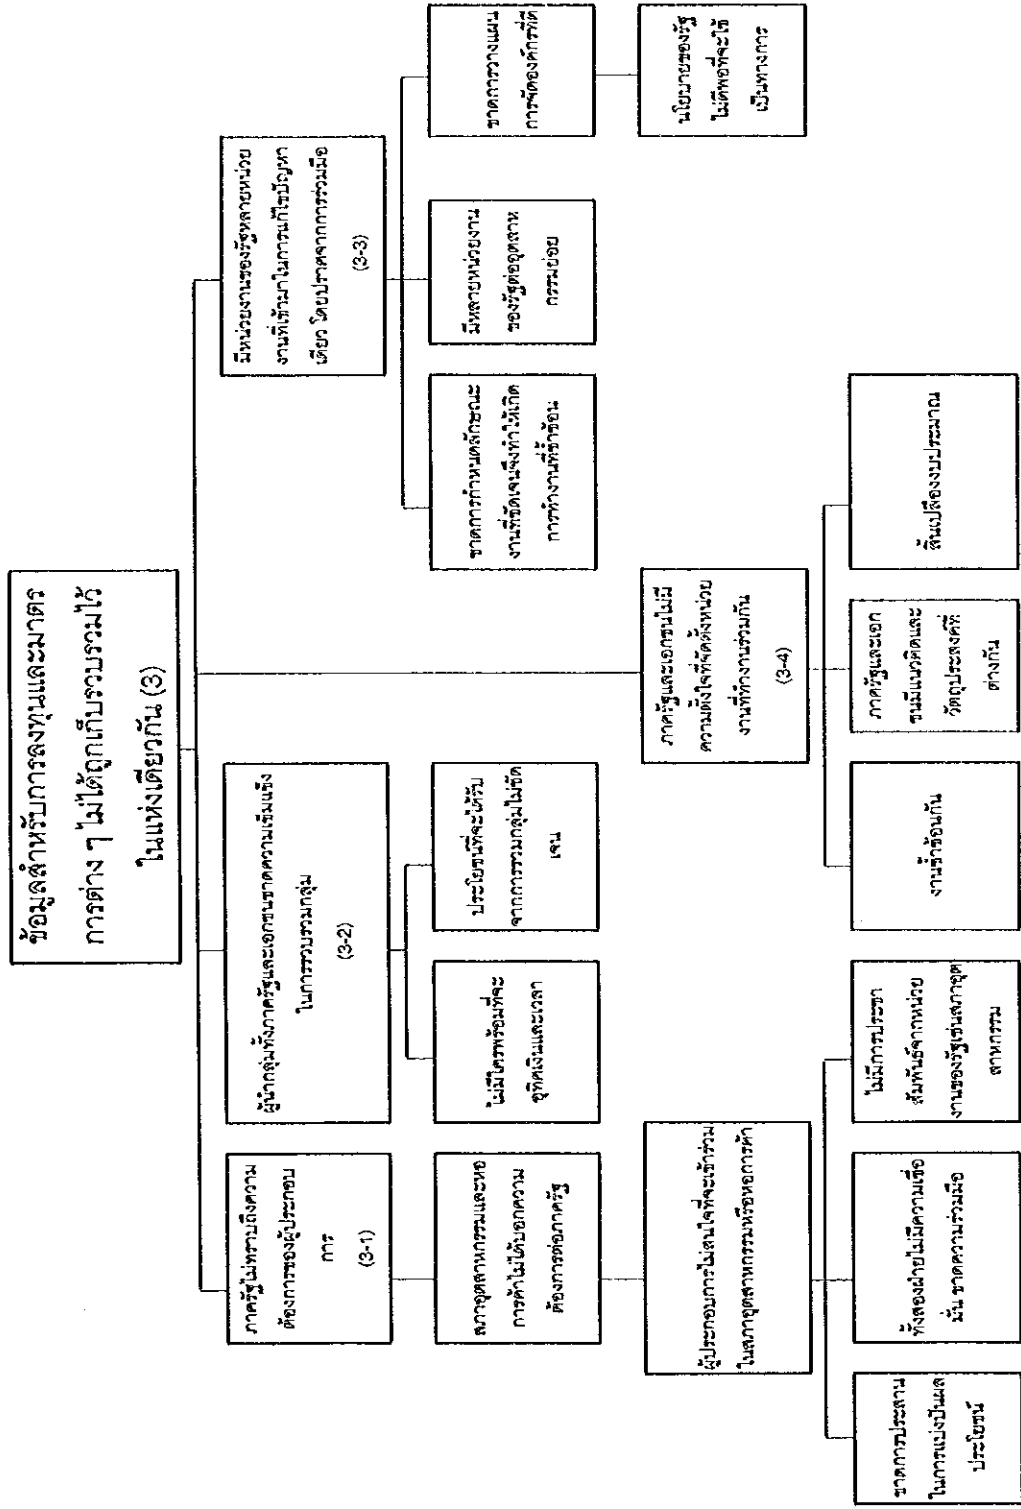 ข้อมูลสำหรับการลงทุนและมาตร
การต่าง ๆ ไม่ได้ถูกเก็บรวบรวมไว้
ในแห่งเดียวกัน (3)
ภาครัฐไม่ทราบถึงความ
ต้องการของผู้ประกอบ
การ
(3-1)
ผู้นำกลุ่มทั้งภาครัฐและเอกชนขาดความเข้มแข็ง
ในการรวบรวมกลุ่ม
(3-2)
มีหน่วยงานของรัฐหลายหน่วย
งานที่เข้ามาในการแก้ไขปัญหา
เดียว โดยปราศจากการร่วมมือ
(3-3)
สภาอุตสาหกรรมและหอ
การค้าไม่ได้บอกความ
ต้องการต่อภาครัฐ
ไม่มีใครพร้อมที่จะ
อุทิศเงินและเวลา
ประโยชน์ที่จะได้รับ
จากการรวมกลุ่มไม่ชัด
เจน
ขาดการกำหนดลักษณะ
งานที่ชัดเจนจึงทำให้เกิด
การทำงานที่ซ้ำซ้อน
มีหลายหน่วยงาน
ของรัฐต่ออุตสาห
กรรมย่อย
ขาดการวางแผน
การจัดองค์กรที่ดี
ผู้ประกอบการไม่สนใจที่จะเข้าร่วม
ในสภาอุตสาหกรรมหรือหอการค้า
ภาครัฐและเอกชนไม่มี
ความตั้งใจที่จัดตั้งหน่วย
งานที่ทำงานร่วมกัน
(3-4)
นโยบายของรัฐ
ไม่ดีพอที่จะใช้
เป็นทางการ
ขาดการประสาน
ในการแบ่งปันผล
ประโยชน์
ทั้งสองฝ่ายไม่มีความเชื่อ
มั่น ขาดความร่วมมือ
ไม่มีการประชา
สัมพันธ์จากหน่วย
งานของรัฐเช่นสภาอุต
สาหกรรม
งานซ้ำซ้อนกัน
ภาครัฐและเอก
ชนมีแนวคิดและ
วัตถุประสงค์ที่
ต่างกัน
สิ้นเปลืองงบประมาณ